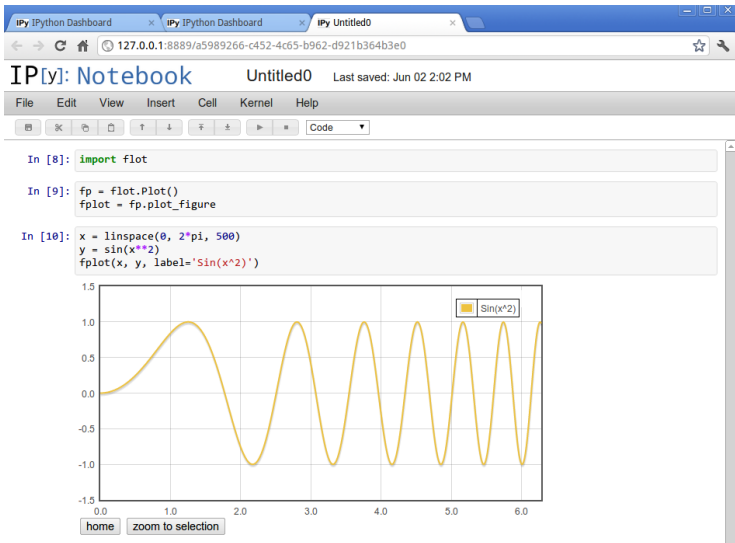 IPy IPython Dashboard
IPy IPython Dashboard
IPy Untitled0
127.0.0.1:8889/a5989266-c452-4c65-b962-d921b364b3e0
IP[y]: Notebook
Untitled0
Last saved: Jun 02 2:02 PM
File Edit View Insert Cell Kernel Help
Code
In [8]: import flot
In [9]: fp = flot.Plot()
fplot = fp.plot_figure
In [10]: x = linspace(0, 2*pi, 500)
y = sin(x**2)
fplot(x, y, label='Sin(x^2)')
1.5
Sin(x^2)
1.0
0.5
0.0
-0.5
-1.0
-1.5
0.0 1.0 2.0 3.0 4.0 5.0 6.0
home zoom to selection